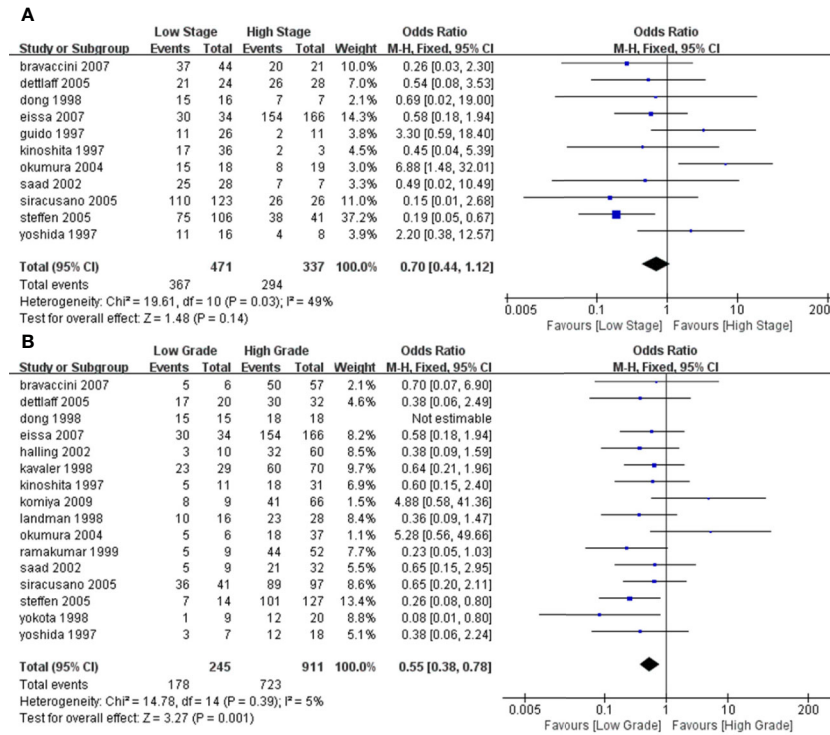 A
Low Stage High Stage Odds Ratio Odds Ratio
Study or Subgroup Events Total Events Total Weight M-H, Fixed, 95% CI M-H, Fixed, 95% CI
bravaccini 2007 37 44 20 21 10.0% 0.26 [0.03, 2.30]
dettlaff 2005 21 24 26 28 7.0% 0.54 [0.08, 3.53]
dong 1998 15 16 7 7 2.1% 0.69 [0.02, 19.00]
eissa 2007 30 34 154 166 14.3% 0.58 [0.18, 1.94]
guido 1997 11 26 2 11 3.8% 3.30 [0.59, 18.40]
kinoshita 1997 17 36 2 3 4.5% 0.45 [0.04, 5.39]
okumura 2004 15 18 8 19 3.0% 6.88 [1.48, 32.01]
saad 2002 25 28 7 7 3.8% 0.49 [0.02, 10.49]
siracusano 2005 110 123 26 26 9.4% 0.15 [0.01, 2.68]
steffen 2005 75 106 38 41 37.2% 0.19 [0.05, 0.67]
yoshida 1997 11 16 4 8 3.9% 2.20 [0.38, 12.57]
Total (95% CI) 471 337 100.0% 0.70 [0.44, 1.12]
Total events 367 294
Heterogeneity: Chi² = 19.61, df = 10 (P = 0.03); I² = 49%
Test for overall effect: Z = 1.48 (P = 0.14)
0.005 0.1 1 10 200
Favours [Low Stage] Favours [High Stage]
B
Low Grade High Grade Odds Ratio Odds Ratio
Study or Subgroup Events Total Events Total Weight M-H, Fixed, 95% CI M-H, Fixed, 95% CI
bravaccini 2007 5 6 50 57 2.1% 0.70 [0.07, 6.90]
dettlaff 2005 17 20 30 32 4.6% 0.38 [0.06, 2.49]
dong 1998 15 15 18 18 Not estimable
eissa 2007 30 34 154 166 8.2% 0.58 [0.18, 1.94]
halling 2002 3 10 32 60 8.4% 0.38 [0.09, 1.59]
kavaler 1998 23 29 60 70 9.7% 0.64 [0.21, 1.96]
kinoshita 1997 5 11 18 31 6.9% 0.60 [0.15, 2.40]
komiya 2009 8 9 41 66 1.5% 4.88 [0.58, 41.36]
landman 1998 10 16 23 28 8.4% 0.36 [0.09, 1.47]
okumura 2004 5 6 18 37 1.1% 5.28 [0.56, 49.66]
ramakumar 1999 5 9 44 52 7.7% 0.23 [0.05, 1.03]
saad 2002 5 9 21 32 5.5% 0.65 [0.15, 2.95]
siracusano 2005 36 41 89 97 8.6% 0.65 [0.20, 2.11]
steffen 2005 7 14 101 127 13.4% 0.26 [0.08, 0.80]
yokota 1998 1 9 12 20 8.8% 0.08 [0.01, 0.80]
yoshida 1997 3 7 12 18 5.1% 0.38 [0.06, 2.24]
Total (95% CI) 245 911 100.0% 0.55 [0.38, 0.78]
Total events 178 723
Heterogeneity: Chi² = 14.78, df = 14 (P = 0.39); I² = 5%
Test for overall effect: Z = 3.27 (P = 0.001)
0.005 0.1 1 10 200
Favours [Low Grade] Favours [High Grade]